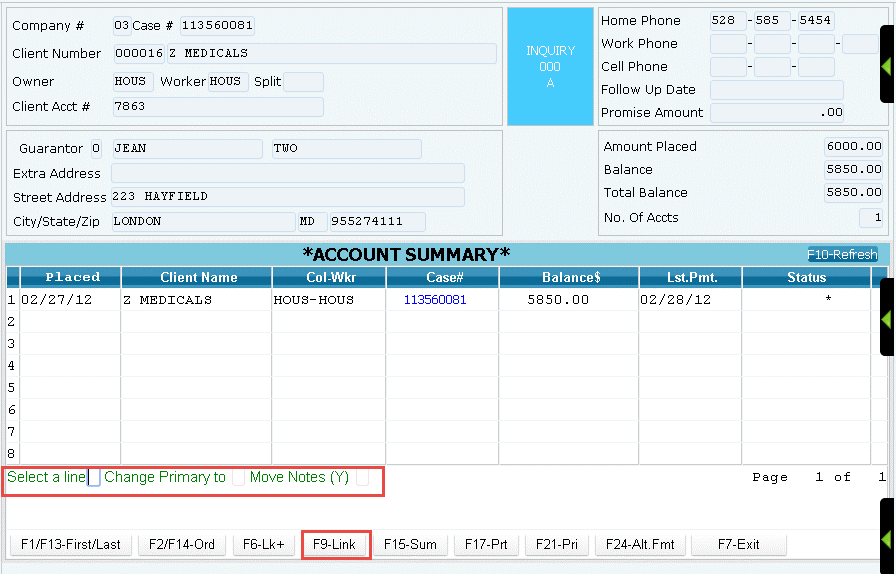 Company # 03 Case # 113560081
Client Number 000016 Z MEDICALS
Owner HOUS Worker HOUS Split
Client Acct # 7863
INQUIRY
000
A
Home Phone 528 - 585 - 5454
Work Phone - - -
Cell Phone - -
Follow Up Date
Promise Amount .00
Guarantor 0 JEAN TWO
Extra Address
Street Address 223 HAYFIELD
City/State/Zip LONDON MD 955274111
Amount Placed 6000.00
Balance 5850.00
Total Balance 5850.00
No. Of Accts 1
*ACCOUNT SUMMARY* F10-Refresh
Placed Client Name Col-Wkr Case# Balance$ Lst.Pmt. Status
1 02/27/12 Z MEDICALS HOUS-HOUS 113560081 5850.00 02/28/12 *
2
3
4
5
6
7
8
Select a line Change Primary to Move Notes (Y) Page 1 of 1
F1/F13-First/Last F2/F14-Ord F6-Lk+ F9-Link F15-Sum F17-Prt F21-Pri F24-Alt.Fmt F7-Exit